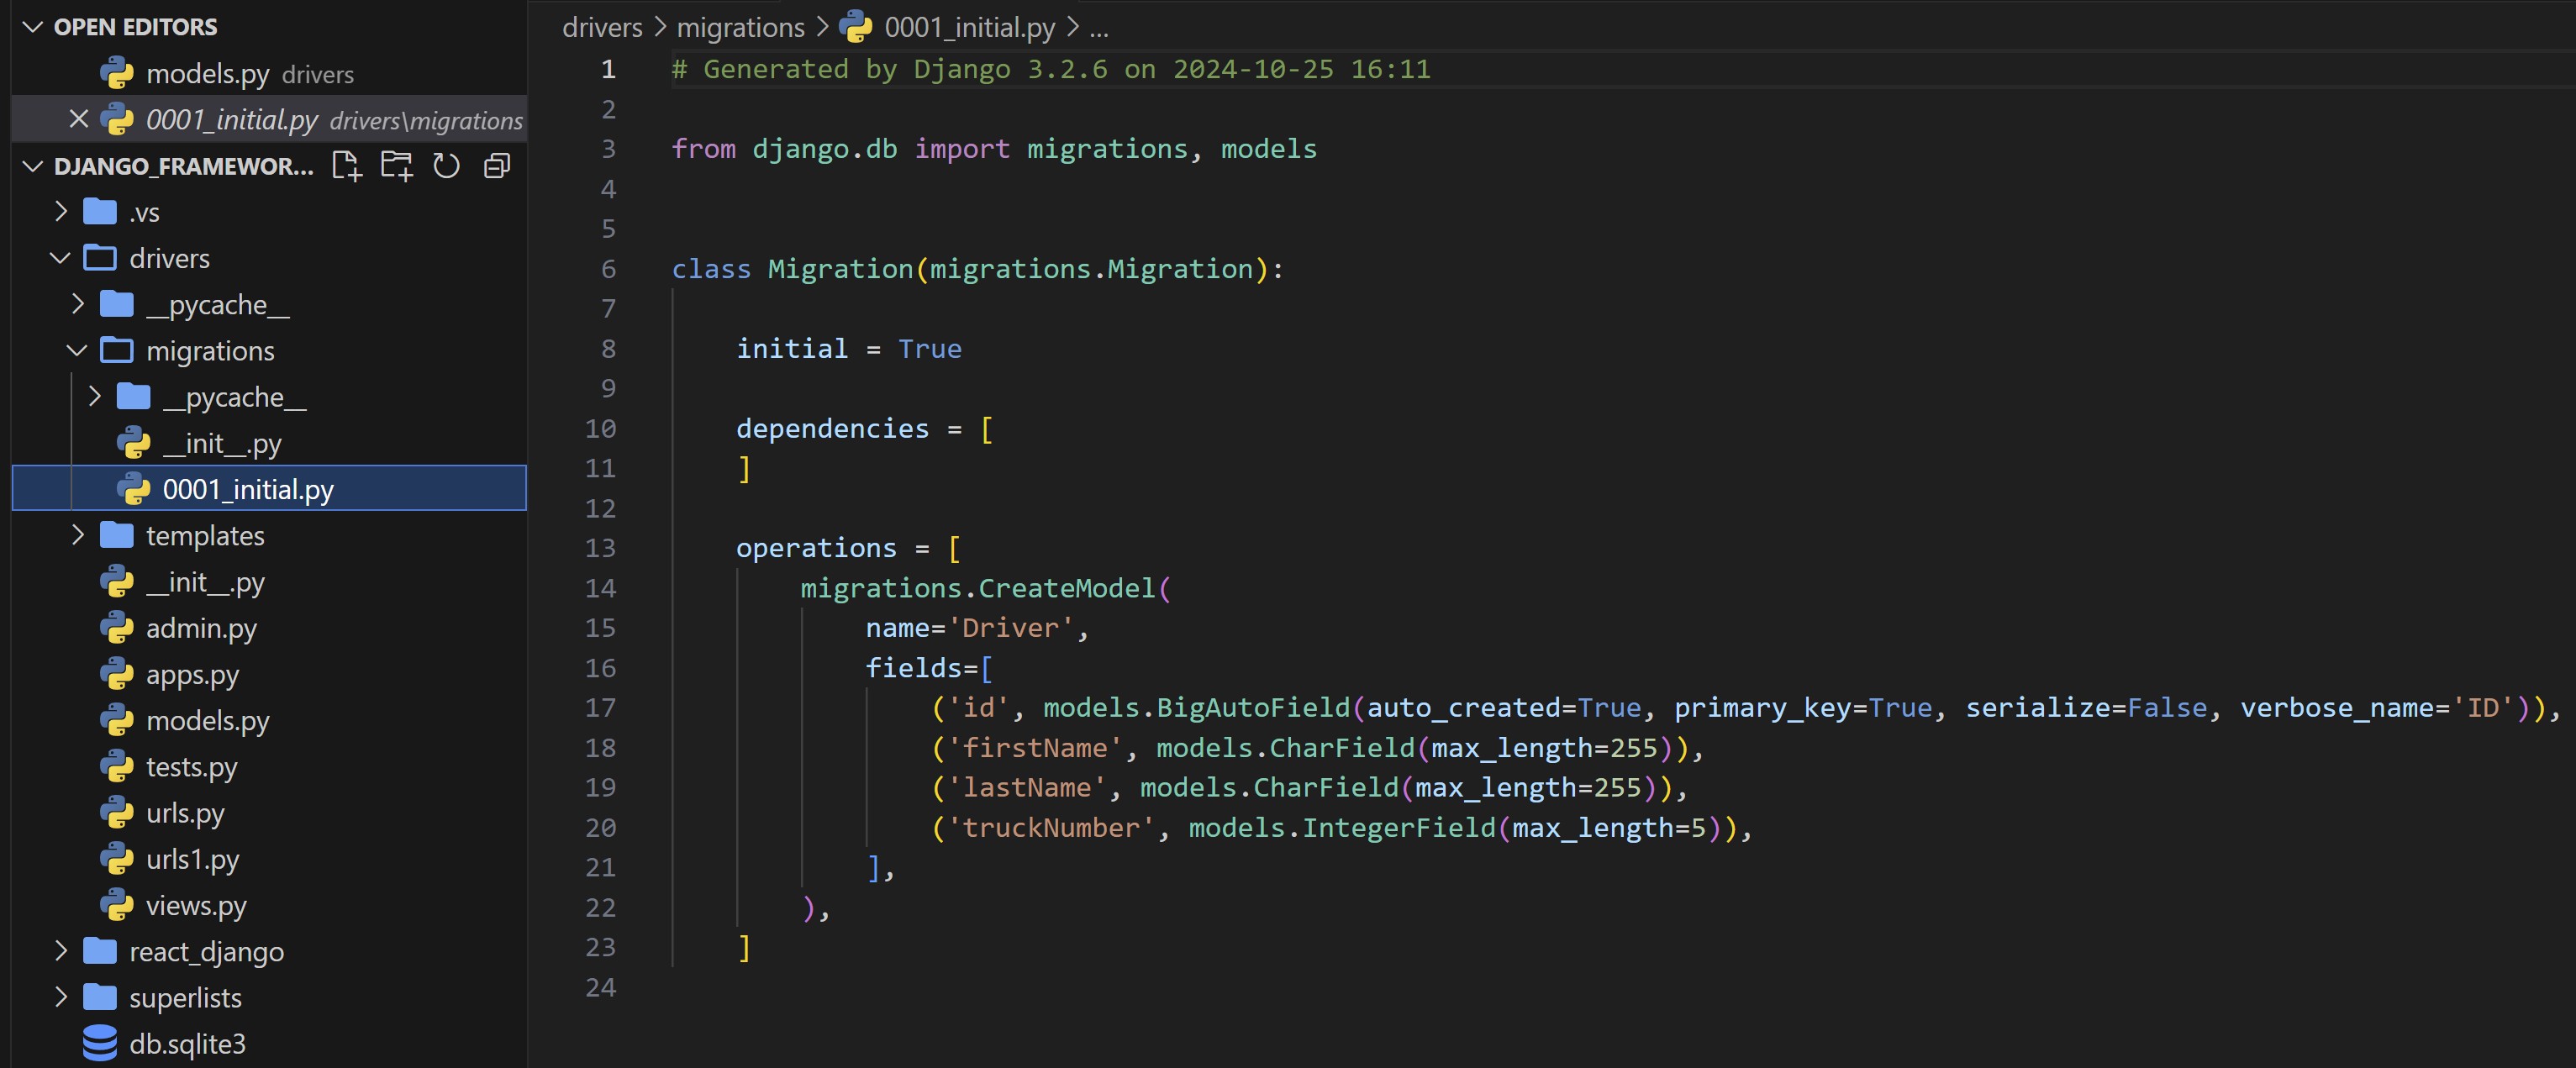 OPEN EDITORS
models.py drivers
0001_initial.py drivers\migrations
DJANGO_FRAMEWOR...
.vs
drivers
__pycache__
migrations
__pycache__
__init__.py
0001_initial.py
templates
__init__.py
admin.py
apps.py
models.py
tests.py
urls.py
urls1.py
views.py
react_django
superlists
db.sqlite3
drivers > migrations > 0001_initial.py > ...
1 # Generated by Django 3.2.6 on 2024-10-25 16:11
2
3 from django.db import migrations, models
4
5
6 class Migration(migrations.Migration):
7
8     initial = True
9
10     dependencies = [
11     ]
12
13     operations = [
14         migrations.CreateModel(
15             name='Driver',
16             fields=[
17                 ('id', models.BigAutoField(auto_created=True, primary_key=True, serialize=False, verbose_name='ID')),
18                 ('firstName', models.CharField(max_length=255)),
19                 ('lastName', models.CharField(max_length=255)),
20                 ('truckNumber', models.IntegerField(max_length=5)),
21             ],
22         ),
23     ]
24